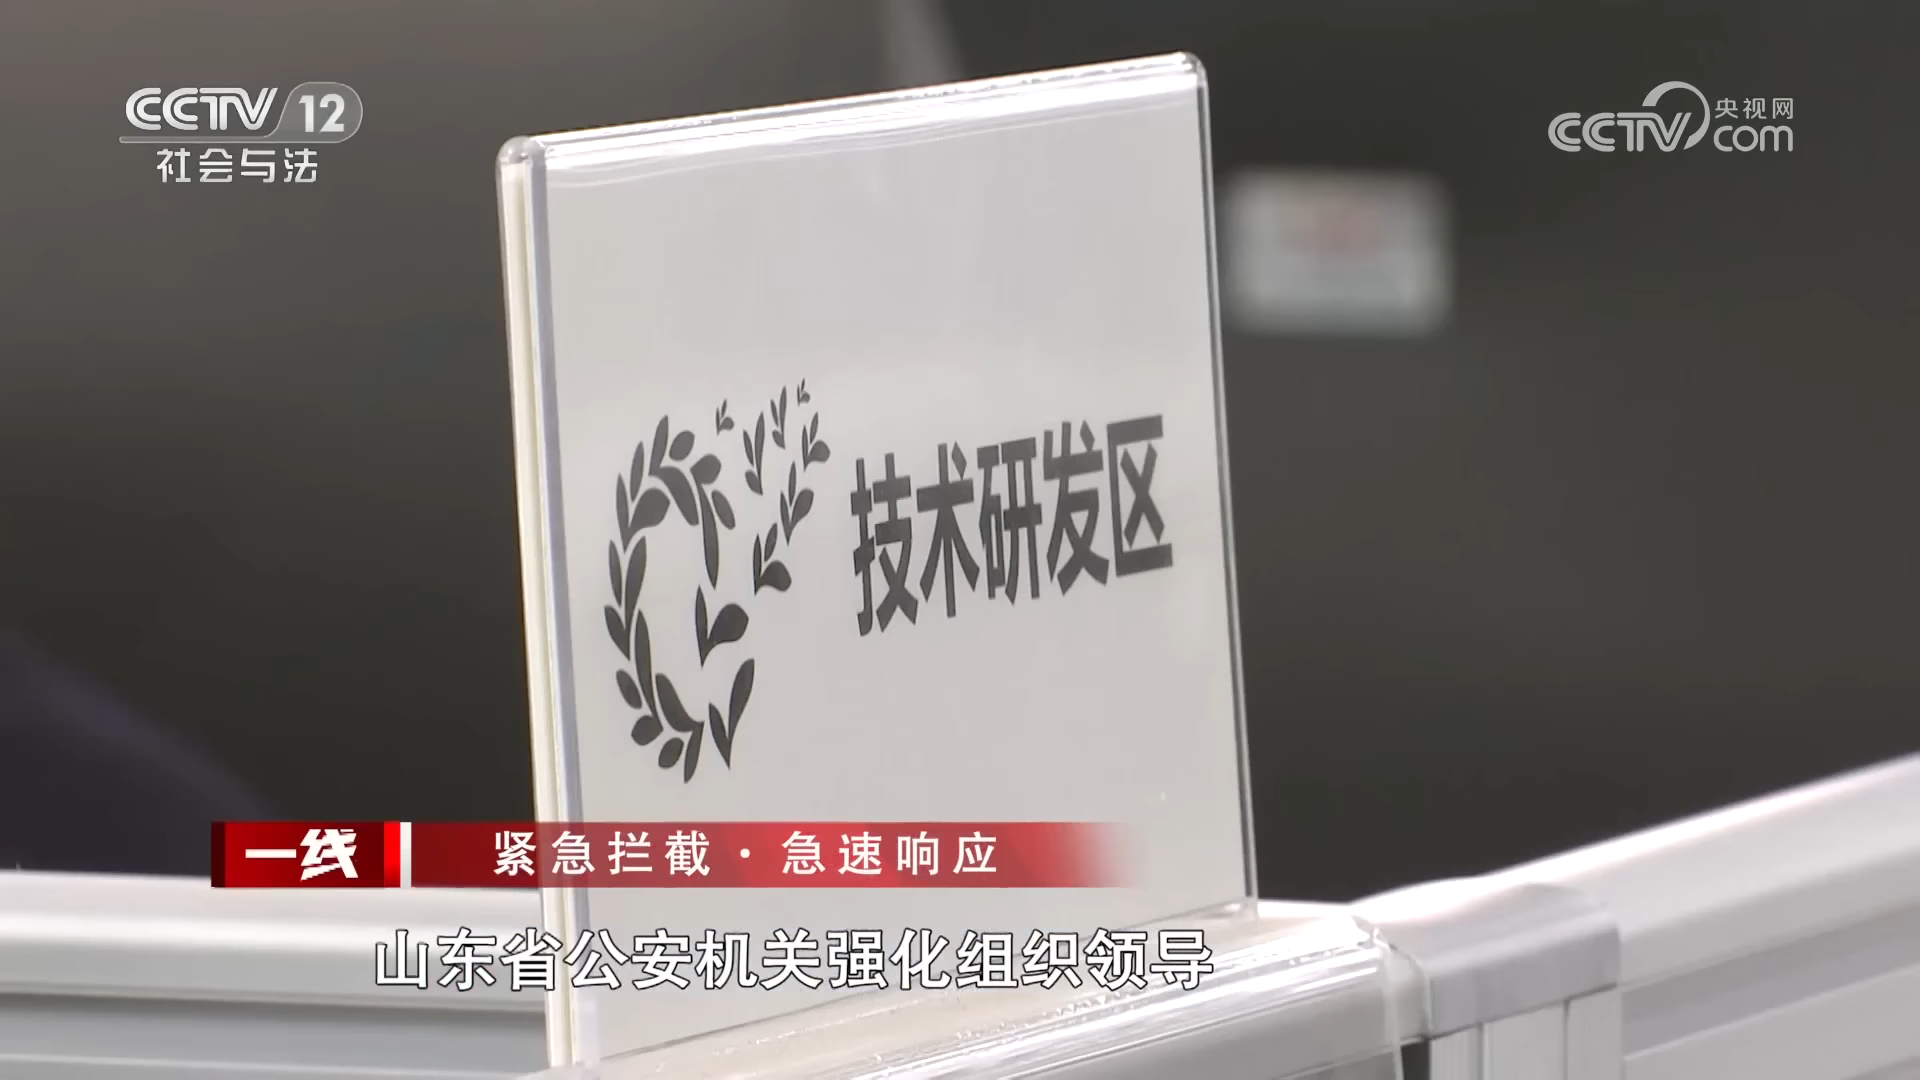 CCTV 12
社会与法
央视网
CCTV.com
技术研发区
一线 紧急拦截·急速响应
山东省公安机关强化组织领导